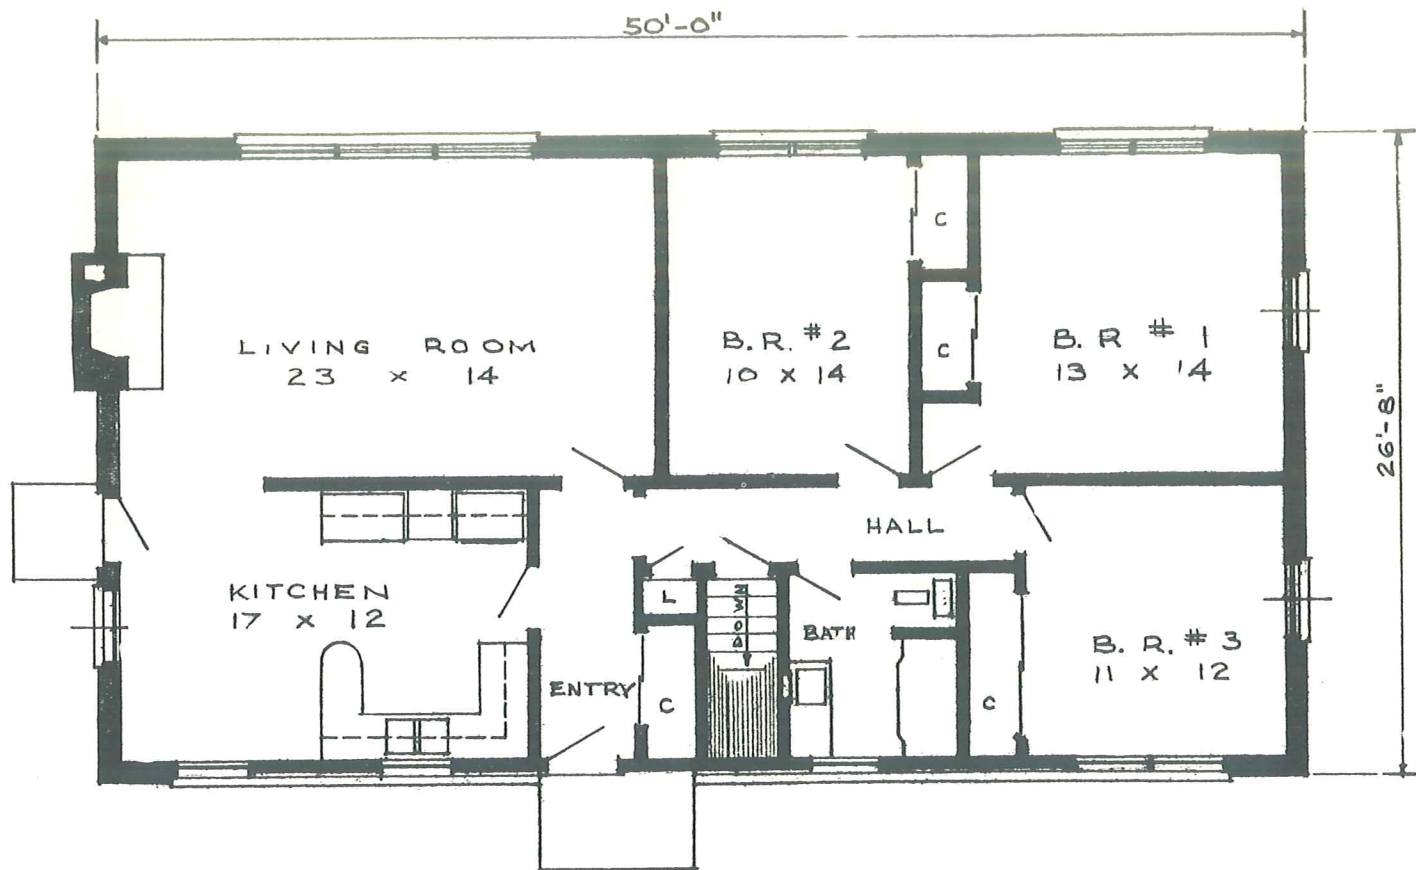 50'-0"
C
LIVING ROOM
23 x 14
B.R. #2
10 x 14
C
B.R #1
13 x 14
26'-8"
HALL
KITCHEN
17 x 12
L
DOWN
BATH
B.R. #3
11 x 12
ENTRY
C
C